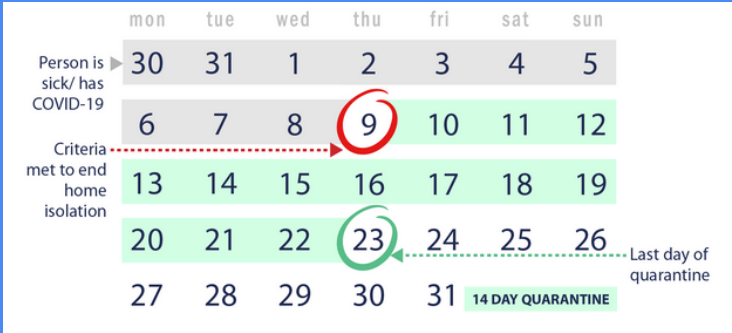 mon tue wed thu fri sat sun
Person is
sick/ has
COVID-19
30 31 1 2 3 4 5
6 7 8 9 10 11 12
Criteria
met to end
home
isolation
13 14 15 16 17 18 19
20 21 22 23 24 25 26
Last day of
quarantine
27 28 29 30 31 14 DAY QUARANTINE